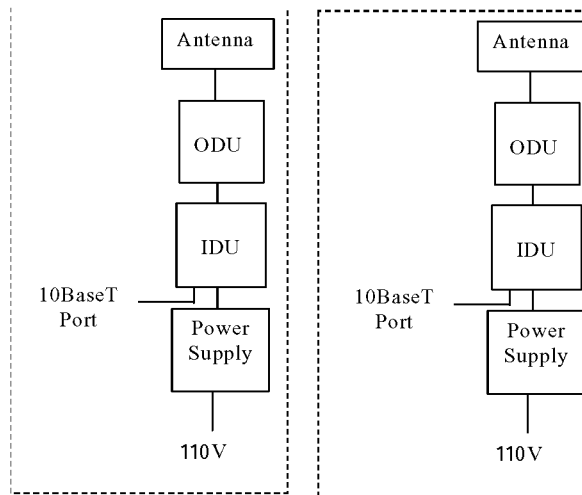 Antenna
ODU
IDU
10BaseT
Port
Power
Supply
110V
Antenna
ODU
IDU
10BaseT
Port
Power
Supply
110V